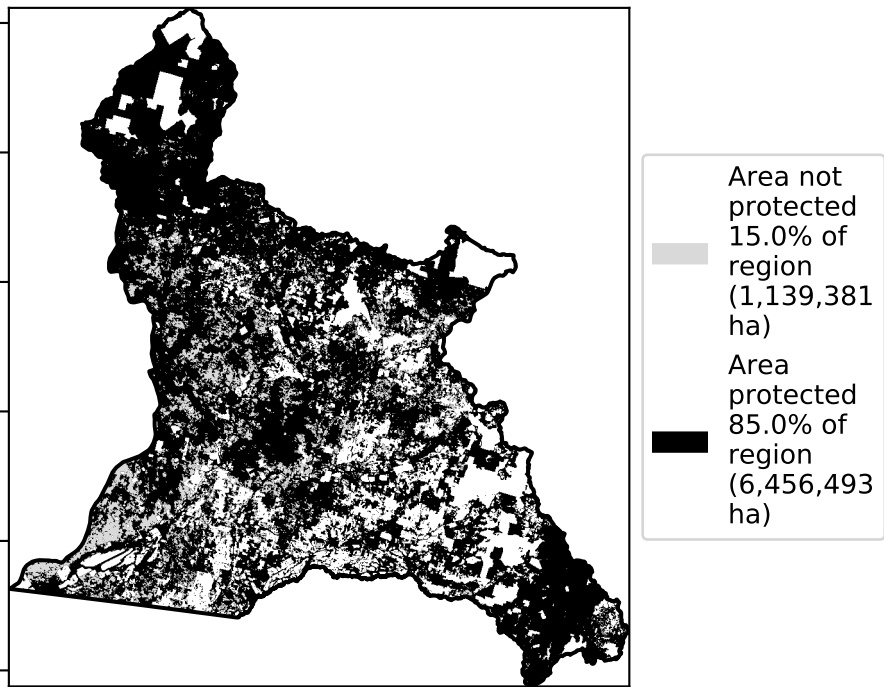 Area not
protected
15.0% of
region
(1,139,381
ha)
Area
protected
85.0% of
region
(6,456,493
ha)